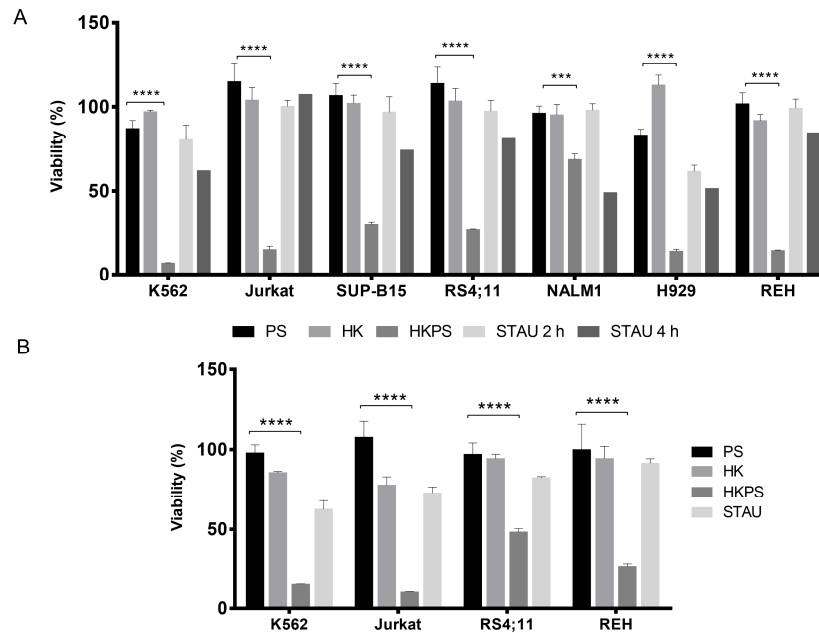 A
150
100
50
0
Viability (%)
****
****
****
****
***
****
****
K562 Jurkat SUP-B15 RS4;11 NALM1 H929 REH
PS HK HKPS STAU 2 h STAU 4 h
B
150
100
50
0
Viability (%)
****
****
****
****
K562 Jurkat RS4;11 REH
PS
HK
HKPS
STAU